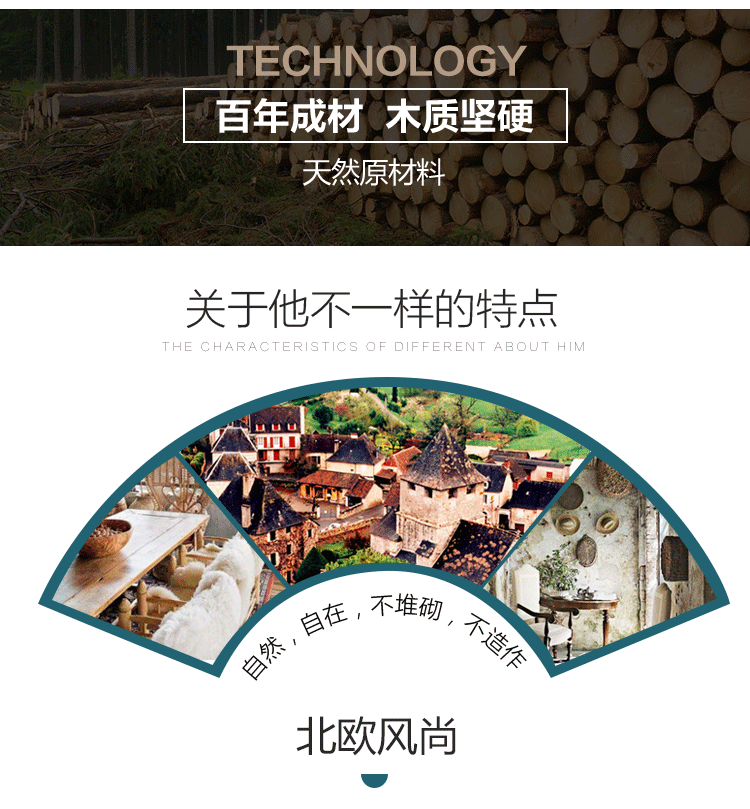 TECHNOLOGY
百年成材 木质坚硬
天然原材料
关于他不一样的特点
THE CHARACTERISTICS OF DIFFERENT ABOUT HIM
自然，自在，不堆砌，不造作
北欧风尚